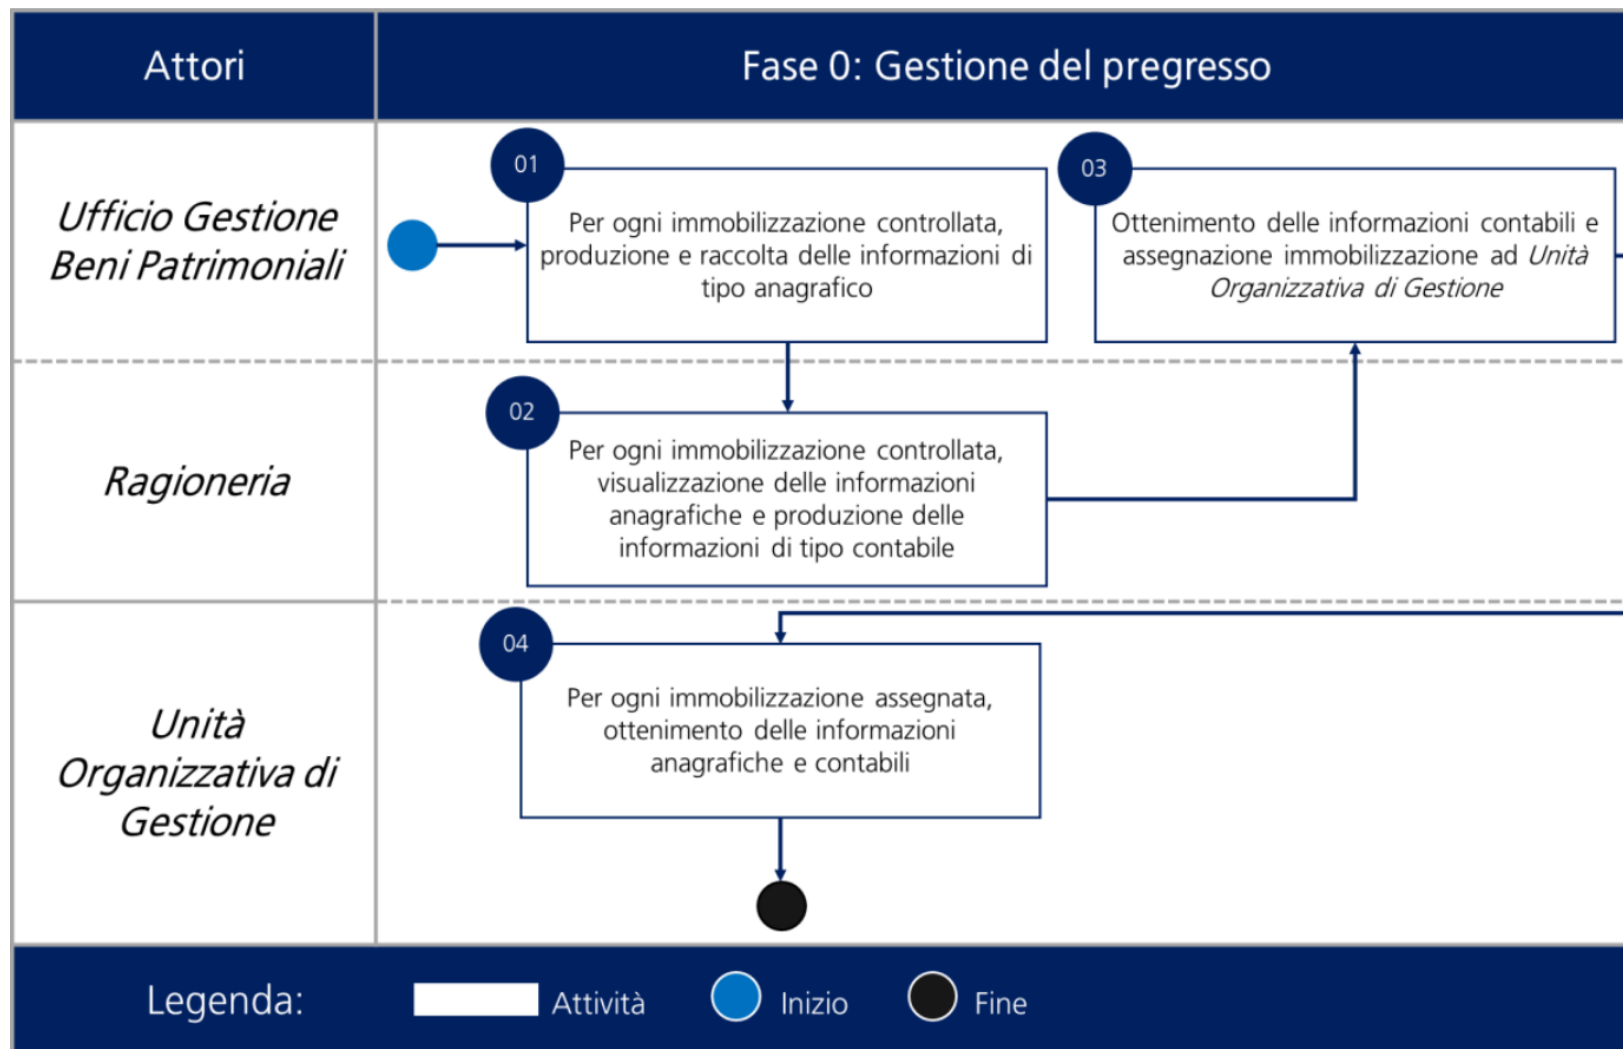 Attori
Fase 0: Gestione del pregresso
Ufficio Gestione
Beni Patrimoniali
01
Per ogni immobilizzazione controllata,
produzione e raccolta delle informazioni di
tipo anagrafico
03
Ottenimento delle informazioni contabili e
assegnazione immobilizzazione ad Unità
Organizzativa di Gestione
Ragioneria
02
Per ogni immobilizzazione controllata,
visualizzazione delle informazioni
anagrafiche e produzione delle
informazioni di tipo contabile
Unità
Organizzativa di
Gestione
04
Per ogni immobilizzazione assegnata,
ottenimento delle informazioni
anagrafiche e contabili
Legenda:
Attività
Inizio
Fine